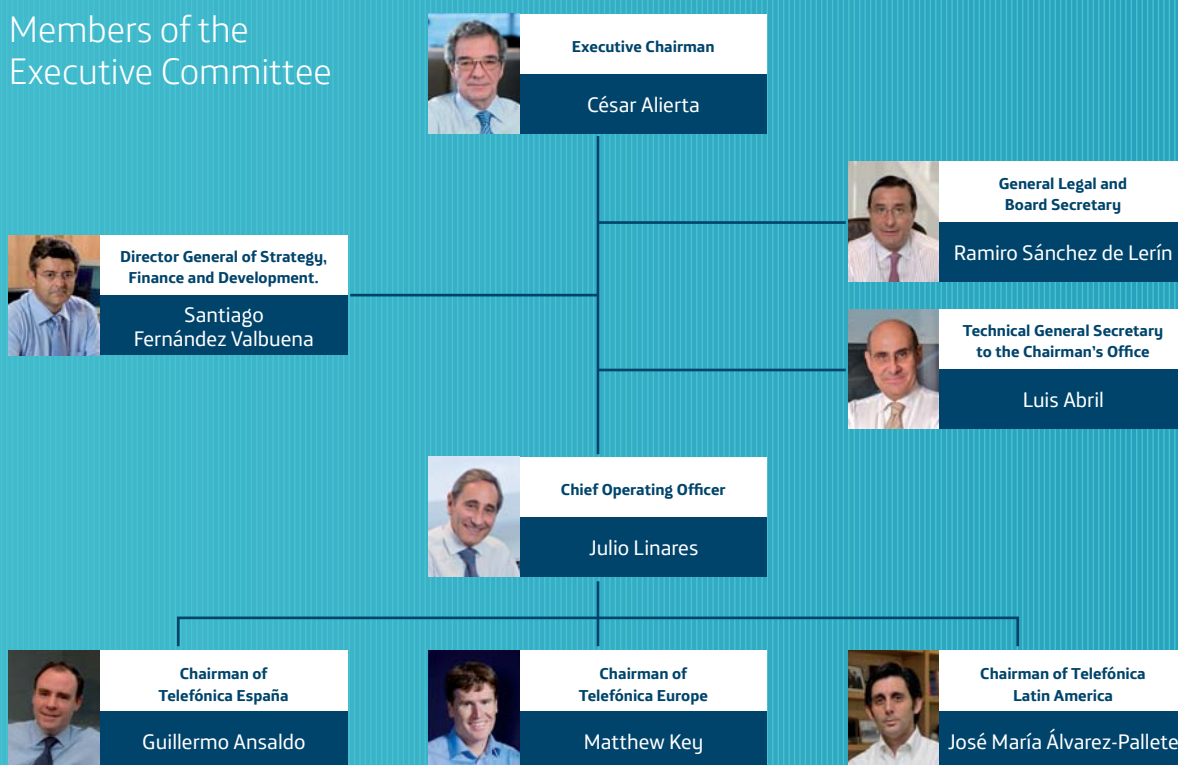 Members of the
Executive Committee
Executive Chairman
César Alierta
General Legal and
Board Secretary
Ramiro Sánchez de Lerín
Director General of Strategy,
Finance and Development.
Santiago
Fernández Valbuena
Technical General Secretary
to the Chairman's Office
Luis Abril
Chief Operating Officer
Julio Linares
Chairman of
Telefónica España
Guillermo Ansaldo
Chairman of
Telefónica Europe
Matthew Key
Chairman of Telefónica
Latin America
José María Álvarez-Pallete